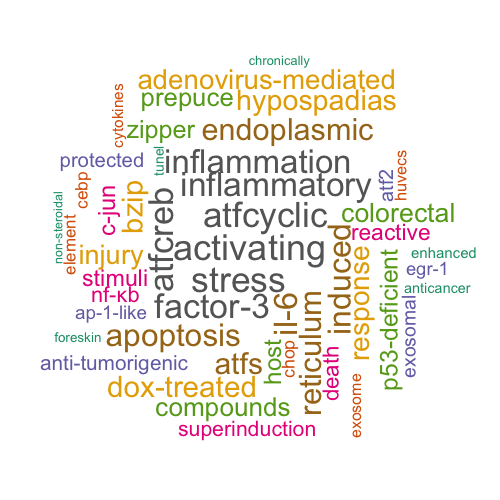 chronically
adenovirus-mediated
prepuce
hypospadias
cytokines
zipper
endoplasmic
protected
tunel
inflammation
inflammatory
atf2
huvecs
non-steroidal
element
cebp
c-jun
bzip
atfcreb
atfcyclic
colorectal
reactive
activating
injury
stimuli
stress
induced
response
p53-deficient
enhanced
egr-1
anticancer
exosomal
nf-κb
ap-1-like
factor-3
il-6
reticulum
foreskin
apoptosis
anti-tumorigenic
atfs
host
chop
death
exosome
dox-treated
compounds
superinduction